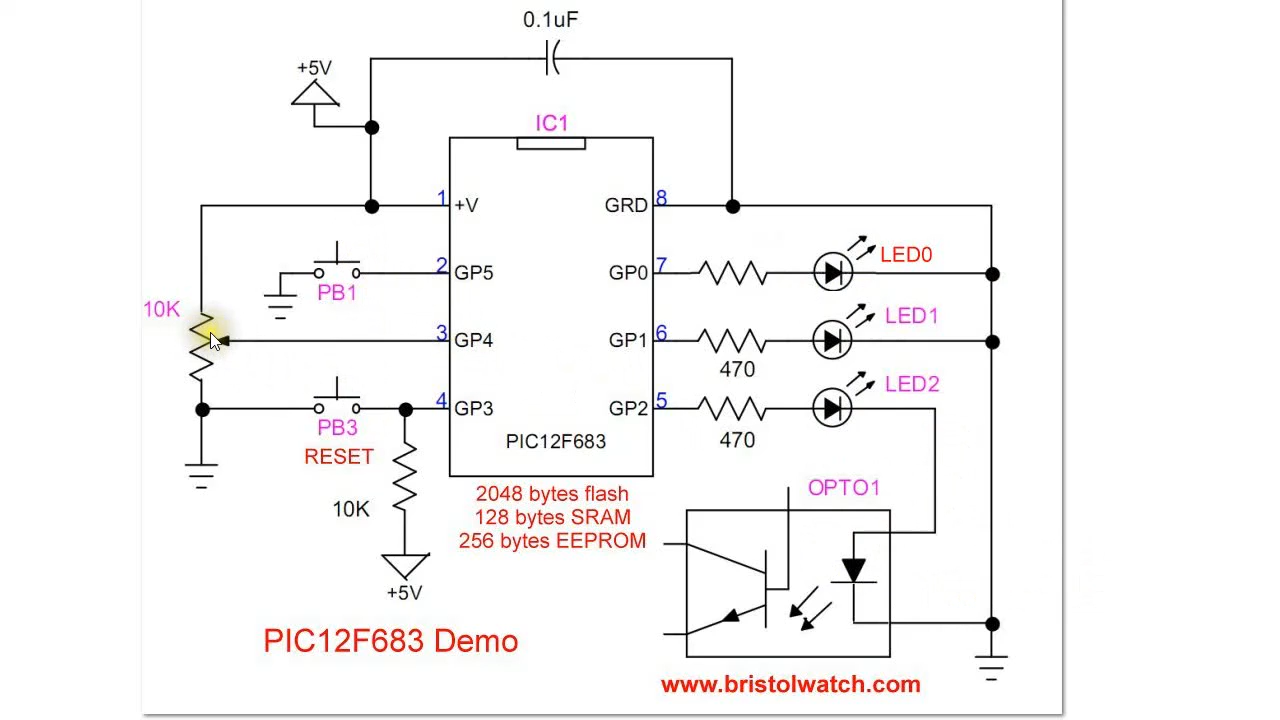 0.1uF
+5V
IC1
1 +V
GRD 8
2 GP5
GP0 7
LED0
PB1
10K
3 GP4
GP1 6
LED1
470
4 GP3
GP2 5
LED2
PB3
RESET
PIC12F683
470
10K
2048 bytes flash
128 bytes SRAM
256 bytes EEPROM
OPTO1
+5V
PIC12F683 Demo
www.bristolwatch.com